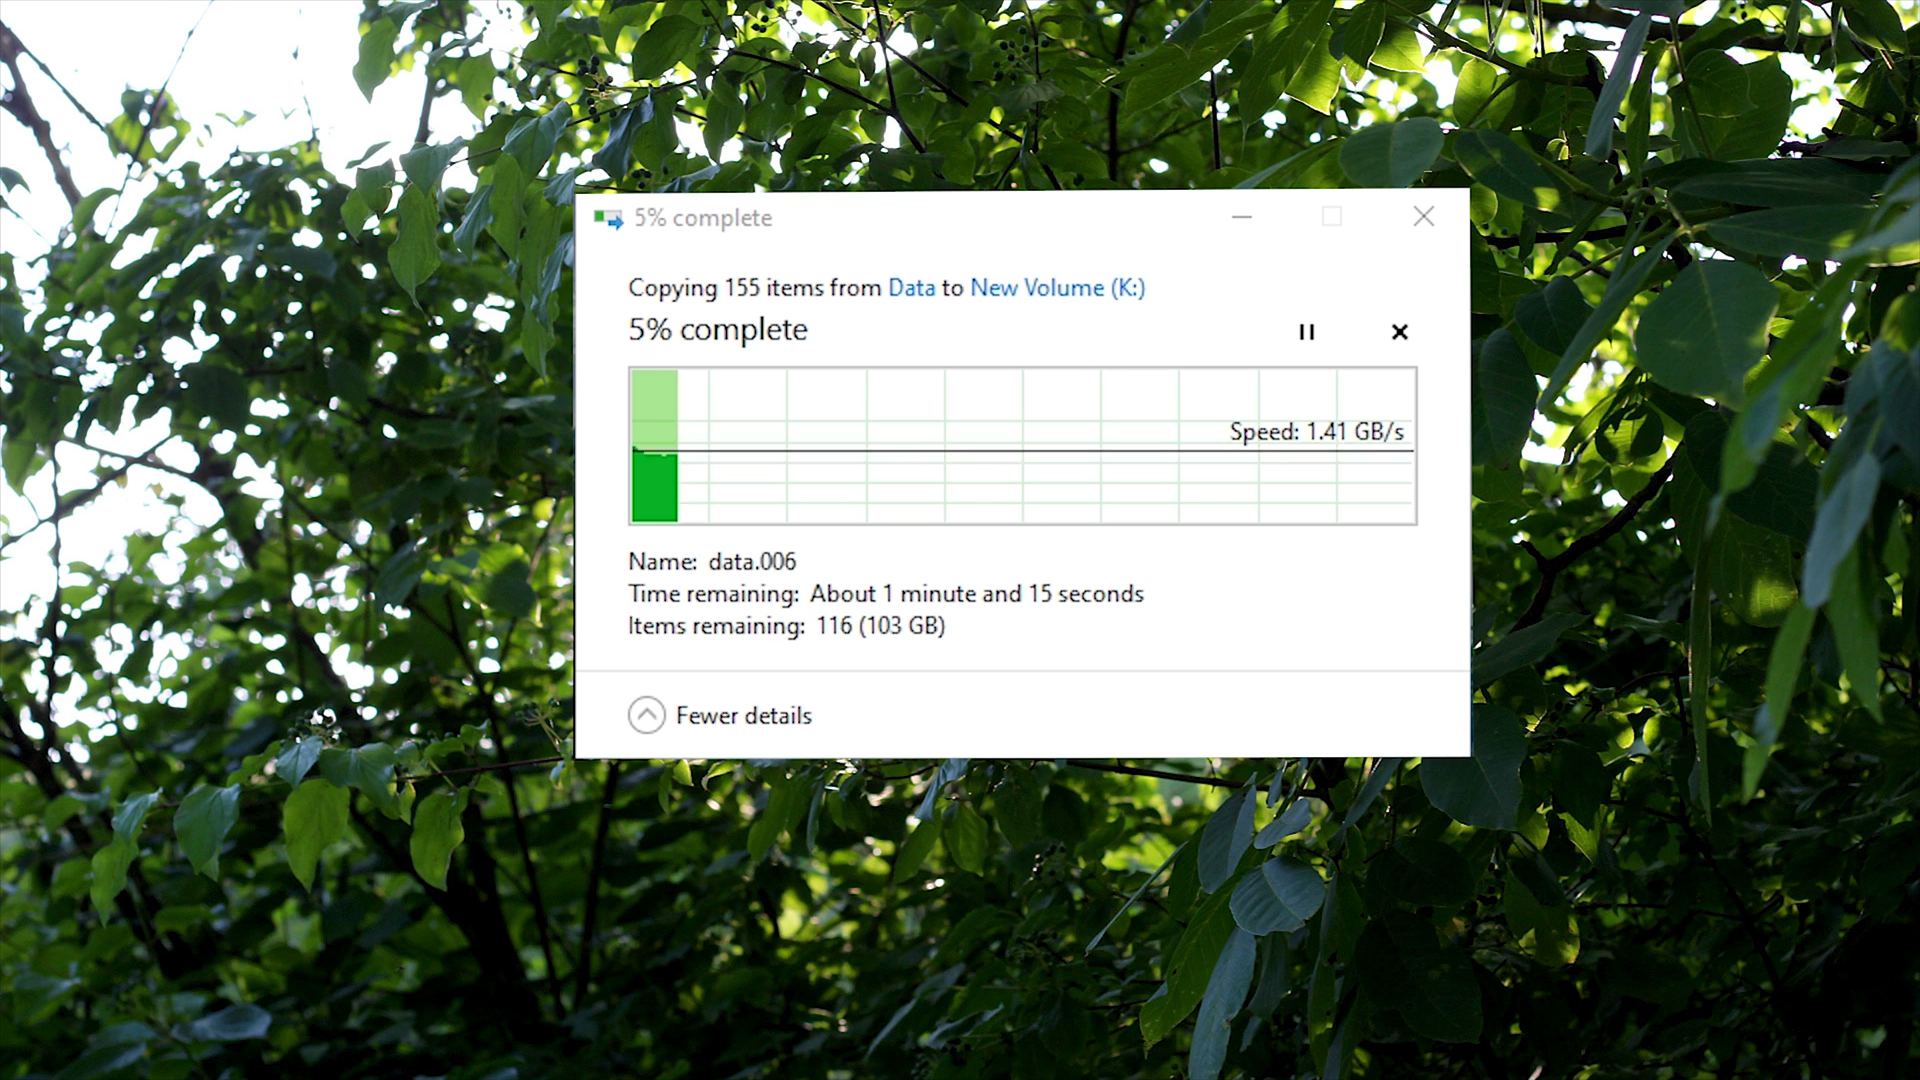 5% complete
Copying 155 items from Data to New Volume (K:)
5% complete
Speed: 1.41 GB/s
Name: data.006
Time remaining: About 1 minute and 15 seconds
Items remaining: 116 (103 GB)
Fewer details